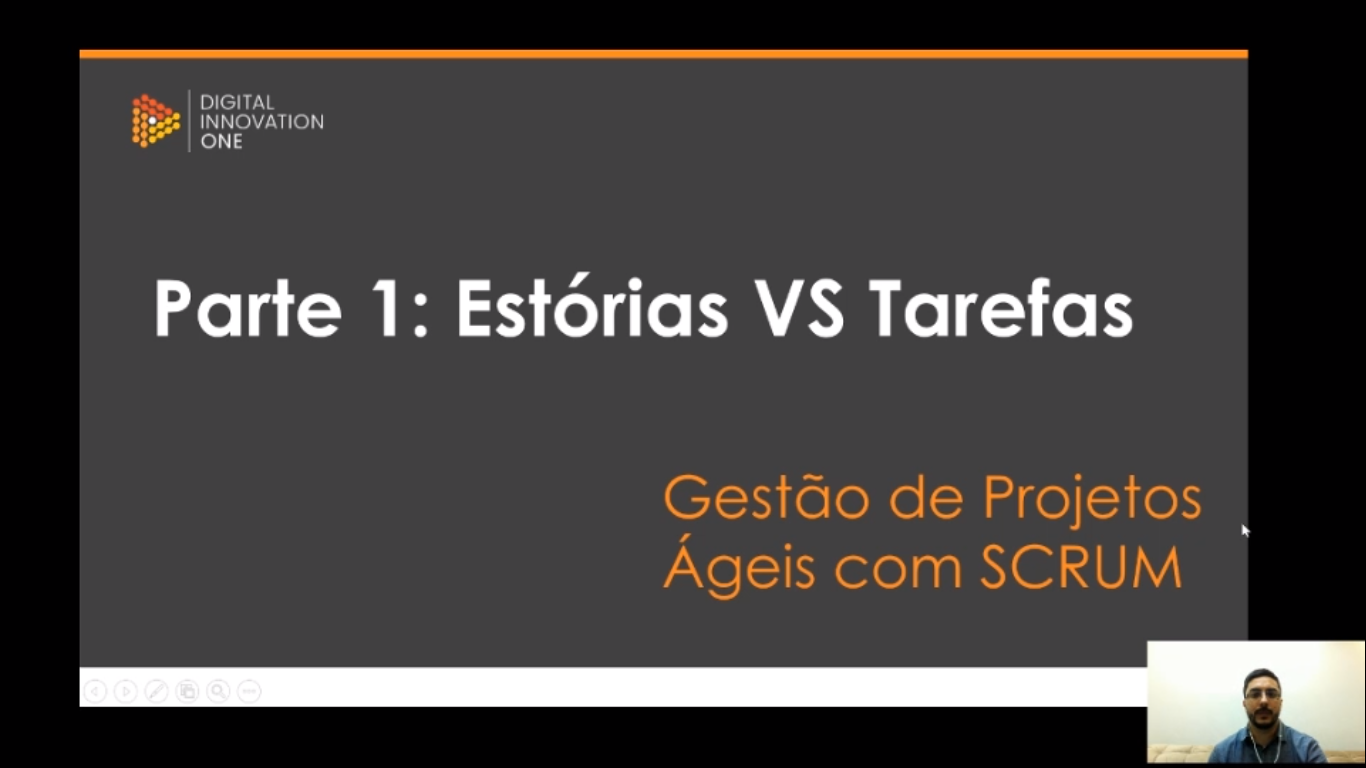 DIGITAL
INNOVATION
ONE
Parte 1: Estórias VS Tarefas
Gestão de Projetos
Ágeis com SCRUM